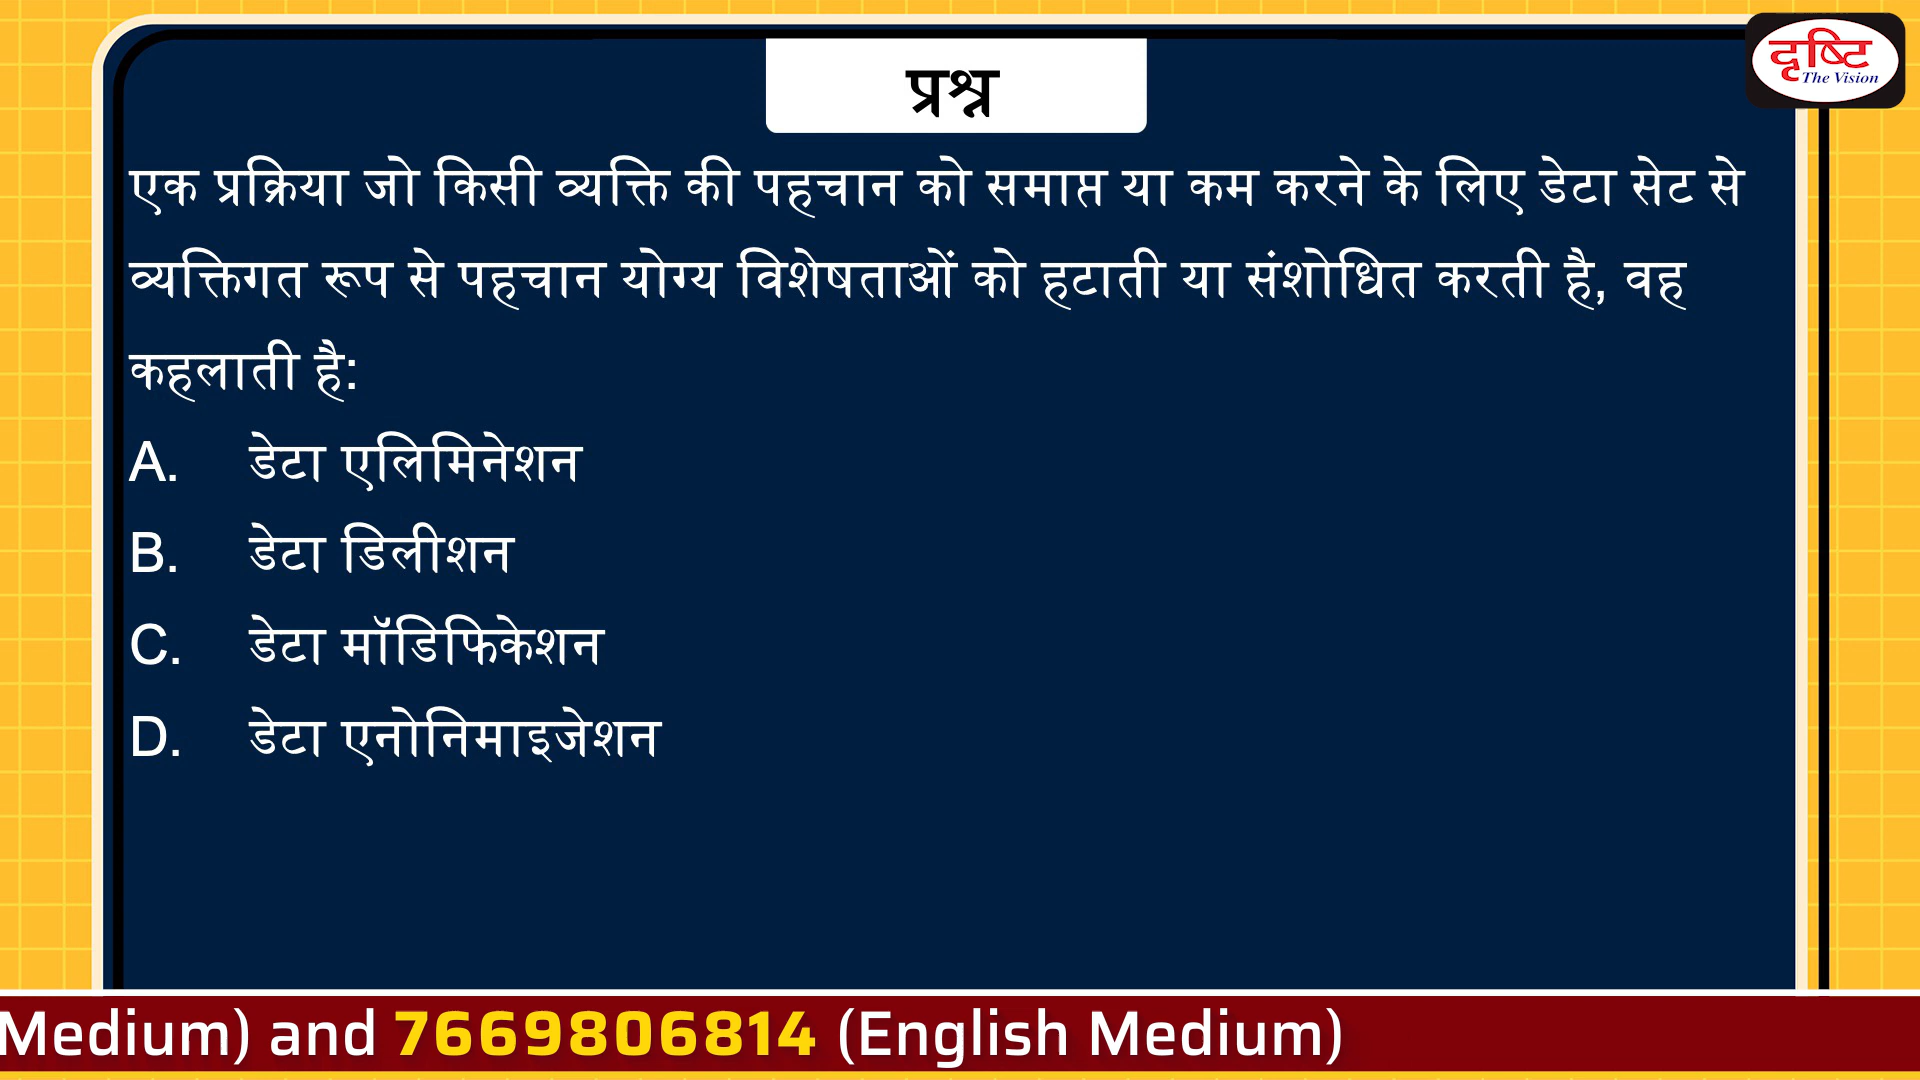 दृष्टि
The Vision
प्रश्न
एक प्रक्रिया जो किसी व्यक्ति की पहचान को समाप्त या कम करने के लिए डेटा सेट से
व्यक्तिगत रूप से पहचान योग्य विशेषताओं को हटाती या संशोधित करती है, वह
कहलाती है:
A. डेटा एलिमिनेशन
B. डेटा डिलीशन
C. डेटा मॉडिफिकेशन
D. डेटा एनोनिमाइजेशन
Medium) and 7669806814 (English Medium)